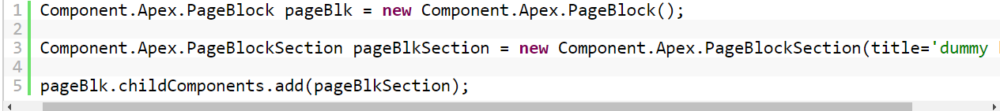 1 Component.Apex.PageBlock pageBlk = new Component.Apex.PageBlock();
2
3 Component.Apex.PageBlockSection pageBlkSection = new Component.Apex.PageBlockSection(title='dummy
4
5 pageBlk.childComponents.add(pageBlkSection);